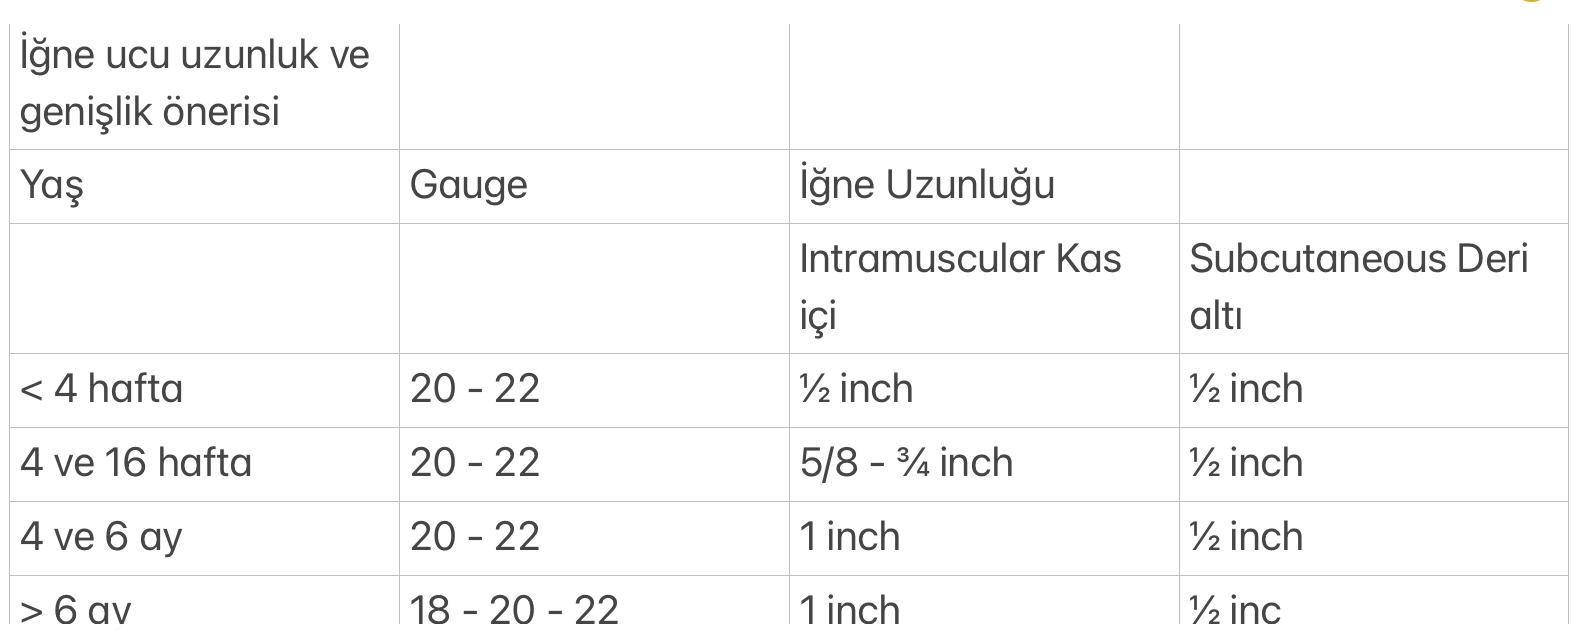 İğne ucu uzunluk ve
genişlik önerisi
Yaş Gauge İğne Uzunluğu
Intramuscular Kas Subcutaneous Deri
içi altı
< 4 hafta 20 - 22 ½ inch ½ inch
4 ve 16 hafta 20 - 22 5/8 - ¾ inch ½ inch
4 ve 6 ay 20 - 22 1 inch ½ inch
> 6 ay 18 - 20 - 22 1 inch ½ inc